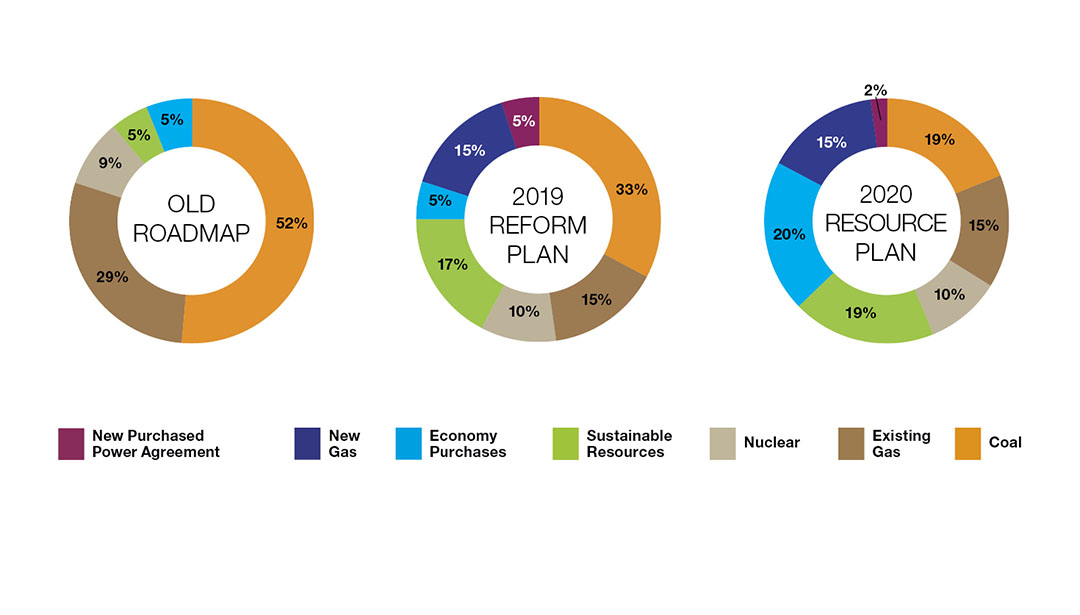 5%
5%
9%
29%
52%
OLD
ROADMAP
5%
15%
5%
17%
10%
15%
33%
2019
REFORM
PLAN
2%
15%
19%
20%
15%
10%
19%
2020
RESOURCE
PLAN
New Purchased
Power Agreement
New
Gas
Economy
Purchases
Sustainable
Resources
Nuclear
Existing
Gas
Coal